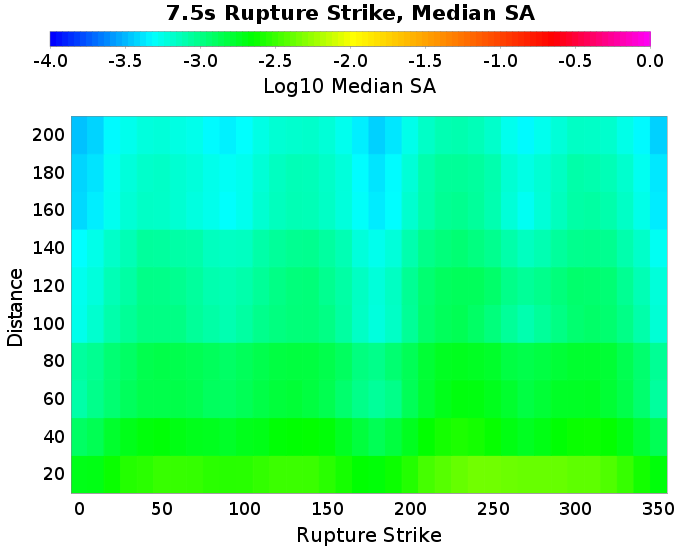 7.5s Rupture Strike, Median SA
-4.0 -3.5 -3.0 -2.5 -2.0 -1.5 -1.0 -0.5 0.0
Log10 Median SA
200
180
160
140
120
100
80
60
40
20
Distance
0 50 100 150 200 250 300 350
Rupture Strike